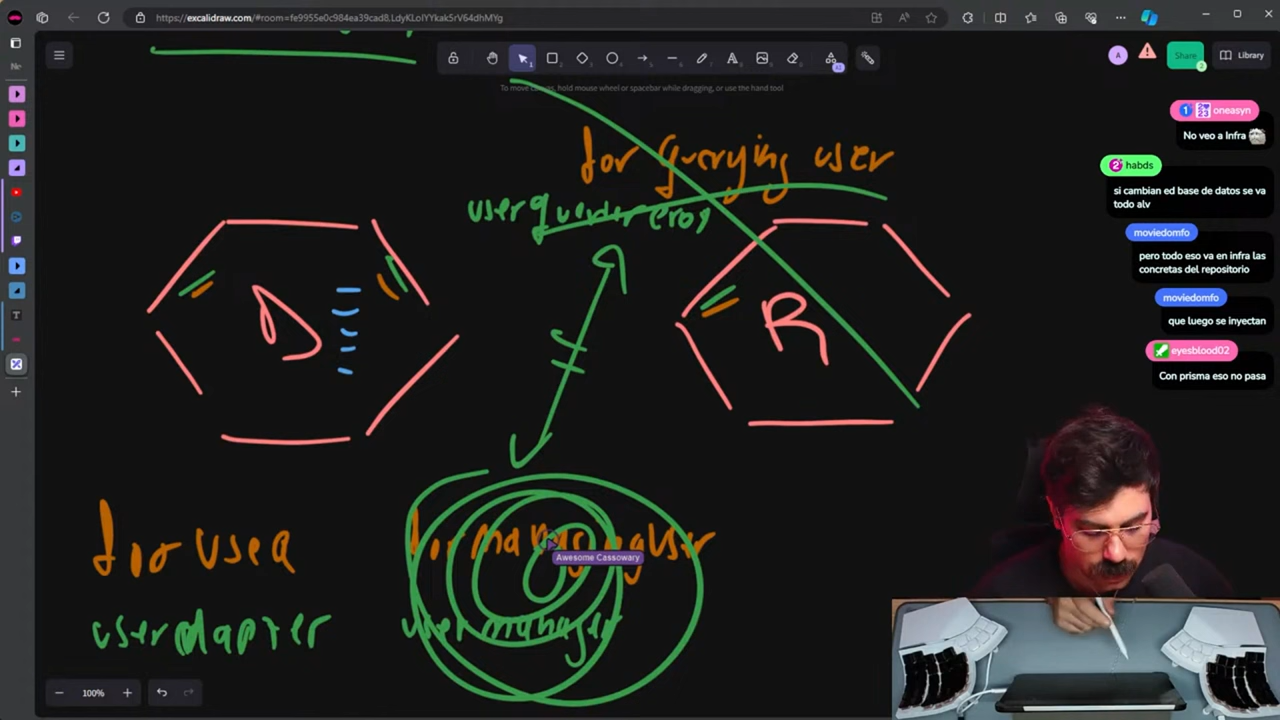 https://excalidraw.com/#room=fe9955e0c984ea39cad8.LdyKLoIYYkak5rV64dhMYg
A
Share
2
Library
To move canvas, hold mouse wheel or spacebar while dragging, or use the hand tool
for querying user
D
R
for
Awesome Cassowary
user manager
100%
oneasyn
No veo a Infra
habds
si cambian ed base de datos se va
todo alv
moviedomfo
pero todo eso va en infra las
concretas del repositorio
moviedomfo
que luego se inyectan
eyesblood02
Con prisma eso no pasa